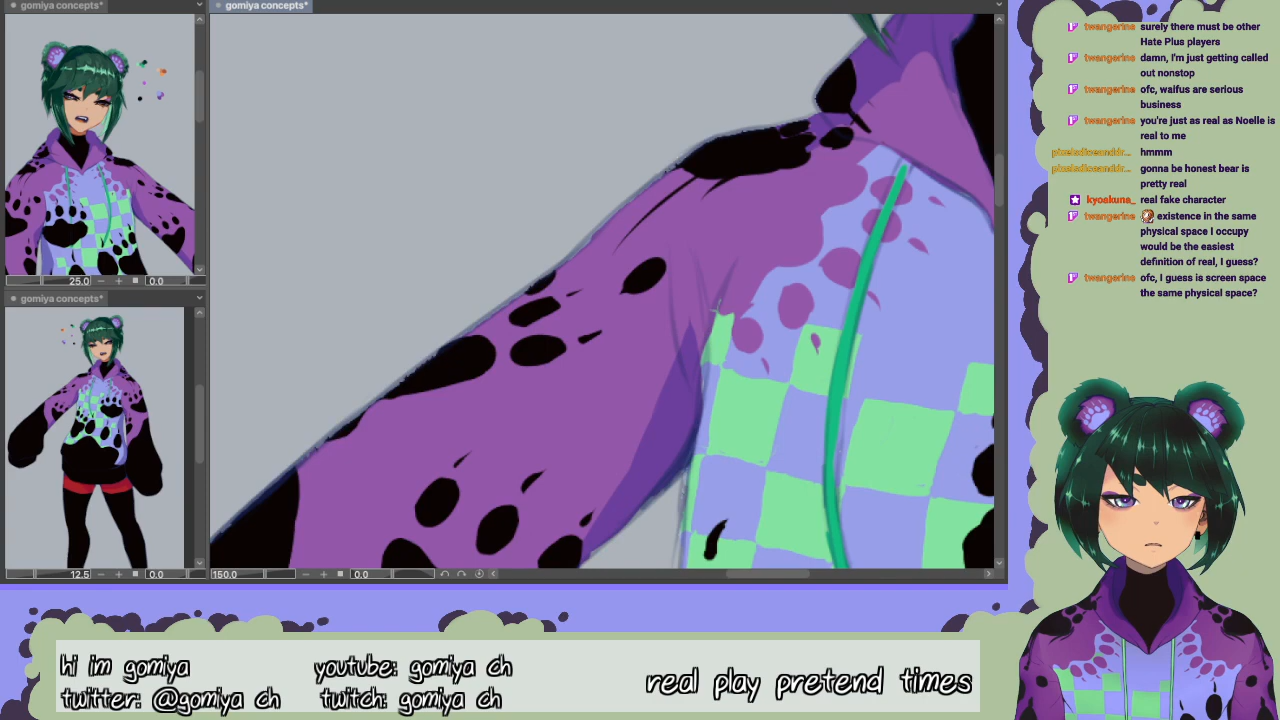 gomiya concepts*
gomiya concepts*
25.0
0.0
gomiya concepts*
12.5
0.0
150.0
0.0
twangerine surely there must be other
Hate Plus players
twangerine damn, I'm just getting called
out nonstop
twangerine ofc, waifus are serious
business
twangerine you're just as real as Noelle is
real to me
hmmm
gonna be honest bear is
pretty real
kyoakuna_ real fake character
twangerine existence in the same
physical space I occupy
would be the easiest
definition of real, I guess?
twangerine ofc, I guess is screen space
the same physical space?
hi im gomiya
twitter: @gomiya ch
youtube: gomiya ch
twitch: gomiya ch
real play pretend times